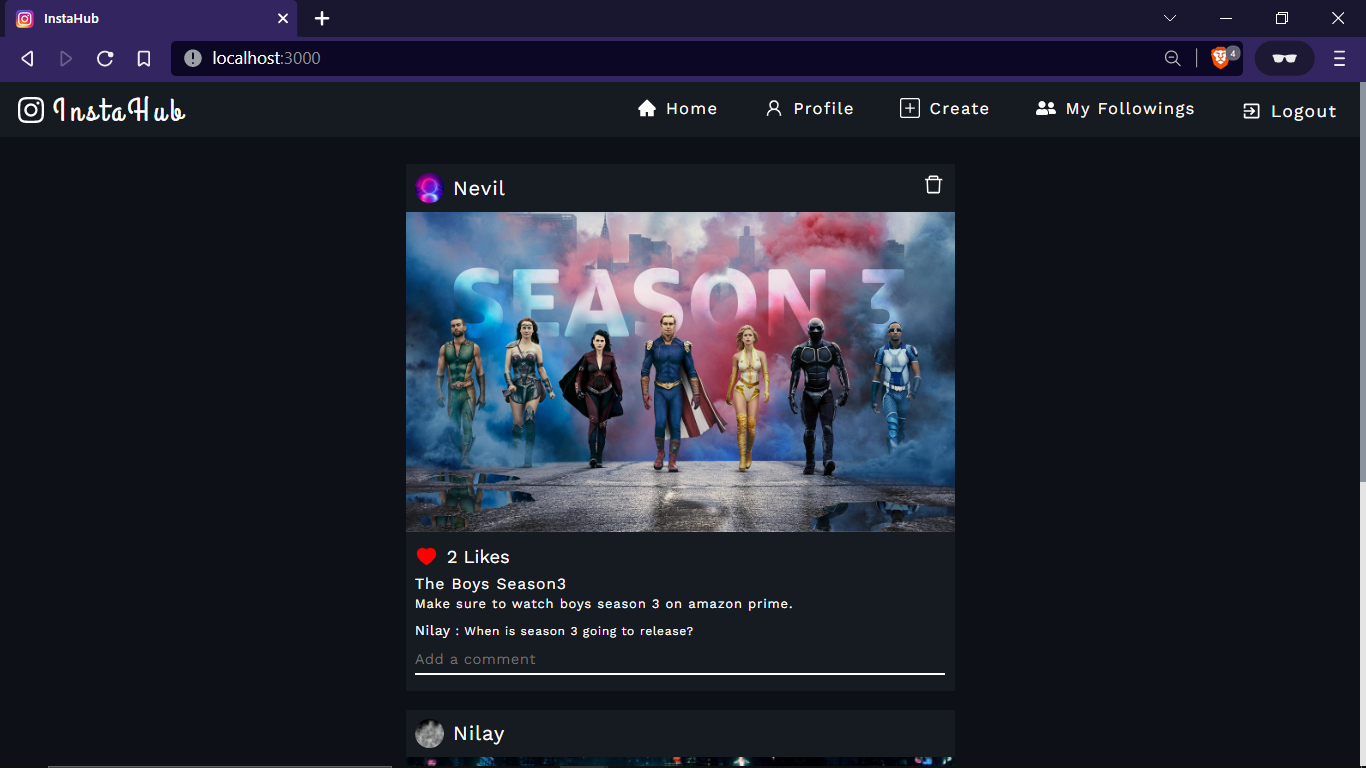 InstaHub
localhost:3000
4
InstaHub
Home Profile Create My Followings Logout
Nevil
SEASON 3
2 Likes
The Boys Season3
Make sure to watch boys season 3 on amazon prime.
Nilay : When is season 3 going to release?
Add a comment
Nilay